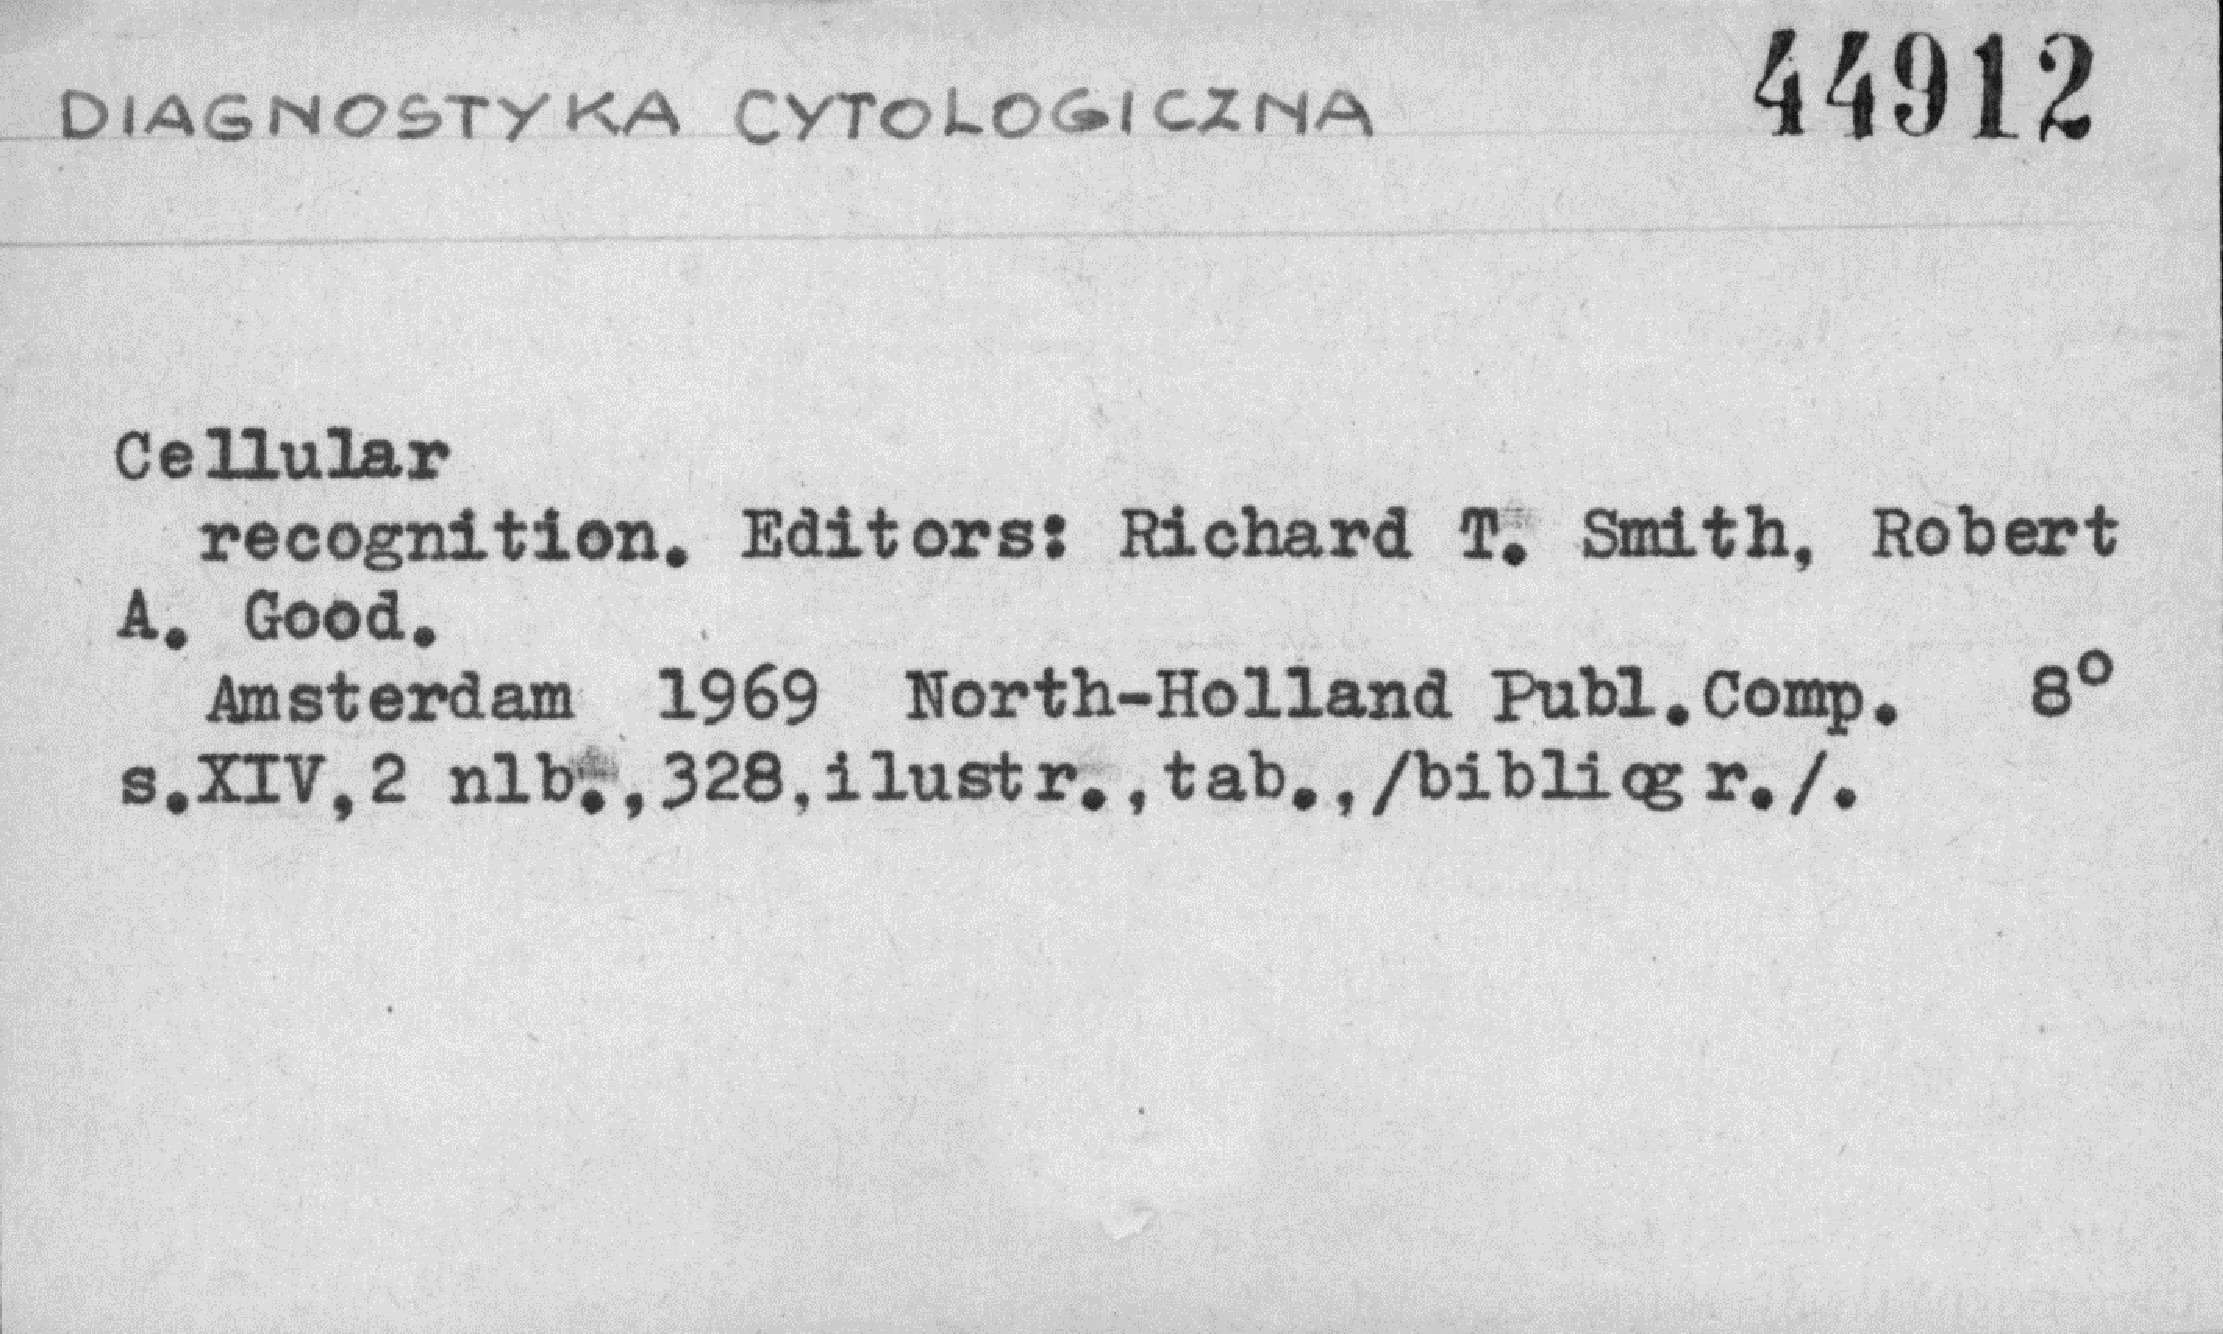 DIAGNOSTYKA CYTOLOGICZNA 44912
Cellular
recognition. Editors: Richard T. Smith, Robert
A. Good.
Amsterdam 1969 North-Holland Publ.Comp. 8°
s.XIV,2 nlb.,328,ilustr.,tab.,/bibliogr./.